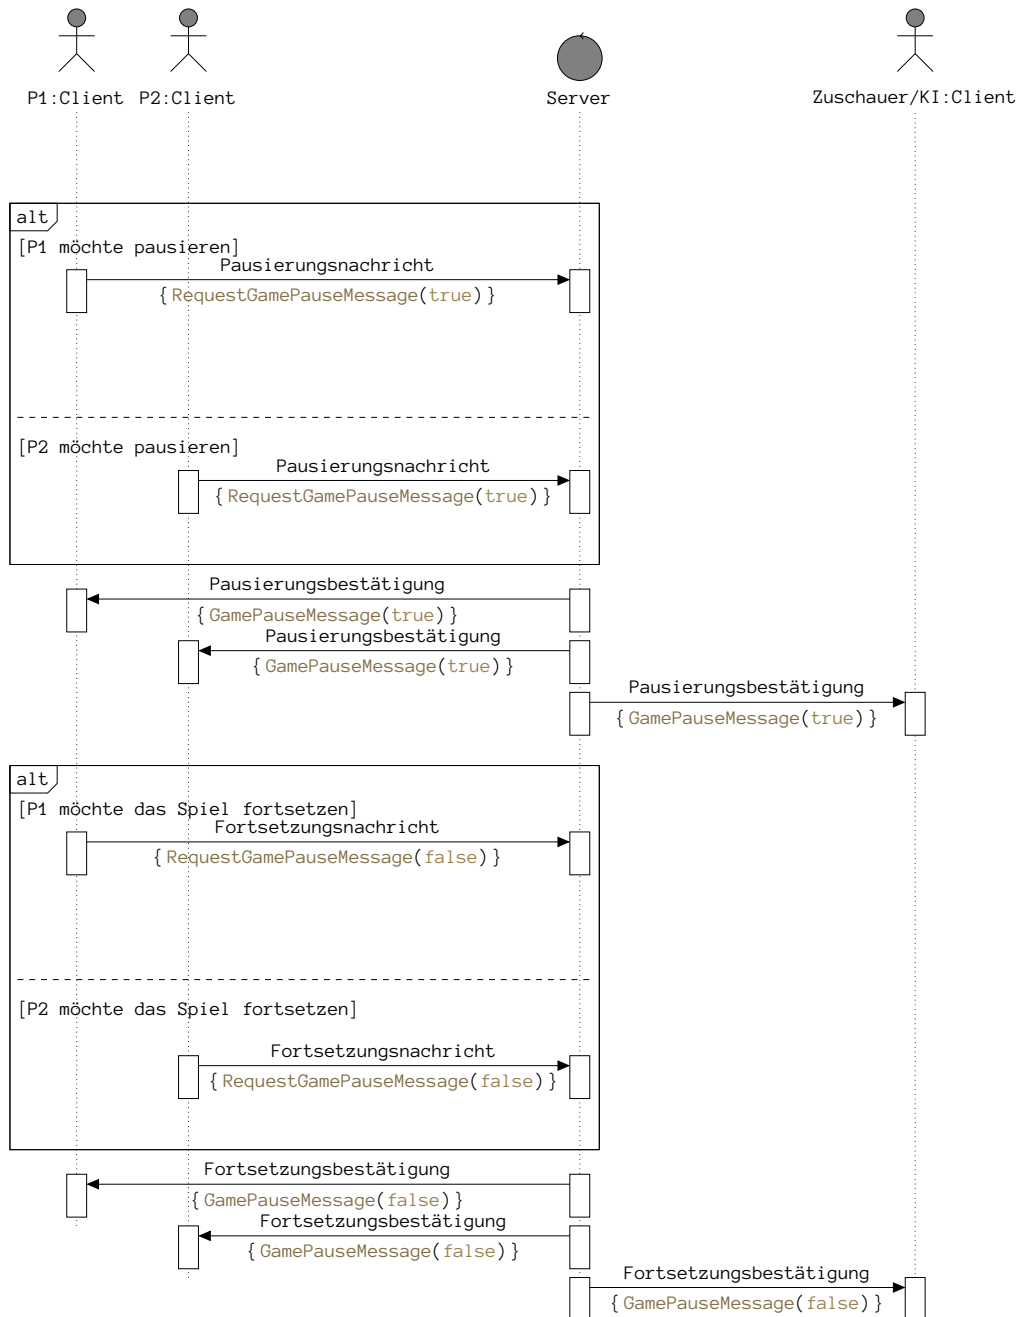 P1:Client P2:Client Server Zuschauer/KI:Client
alt
[P1 möchte pausieren]
Pausierungsnachricht
{RequestGamePauseMessage(true)}
[P2 möchte pausieren]
Pausierungsnachricht
{RequestGamePauseMessage(true)}
Pausierungsbestätigung
{GamePauseMessage(true)}
Pausierungsbestätigung
{GamePauseMessage(true)}
Pausierungsbestätigung
{GamePauseMessage(true)}
alt
[P1 möchte das Spiel fortsetzen]
Fortsetzungsnachricht
{RequestGamePauseMessage(false)}
[P2 möchte das Spiel fortsetzen]
Fortsetzungsnachricht
{RequestGamePauseMessage(false)}
Fortsetzungsbestätigung
{GamePauseMessage(false)}
Fortsetzungsbestätigung
{GamePauseMessage(false)}
Fortsetzungsbestätigung
{GamePauseMessage(false)}